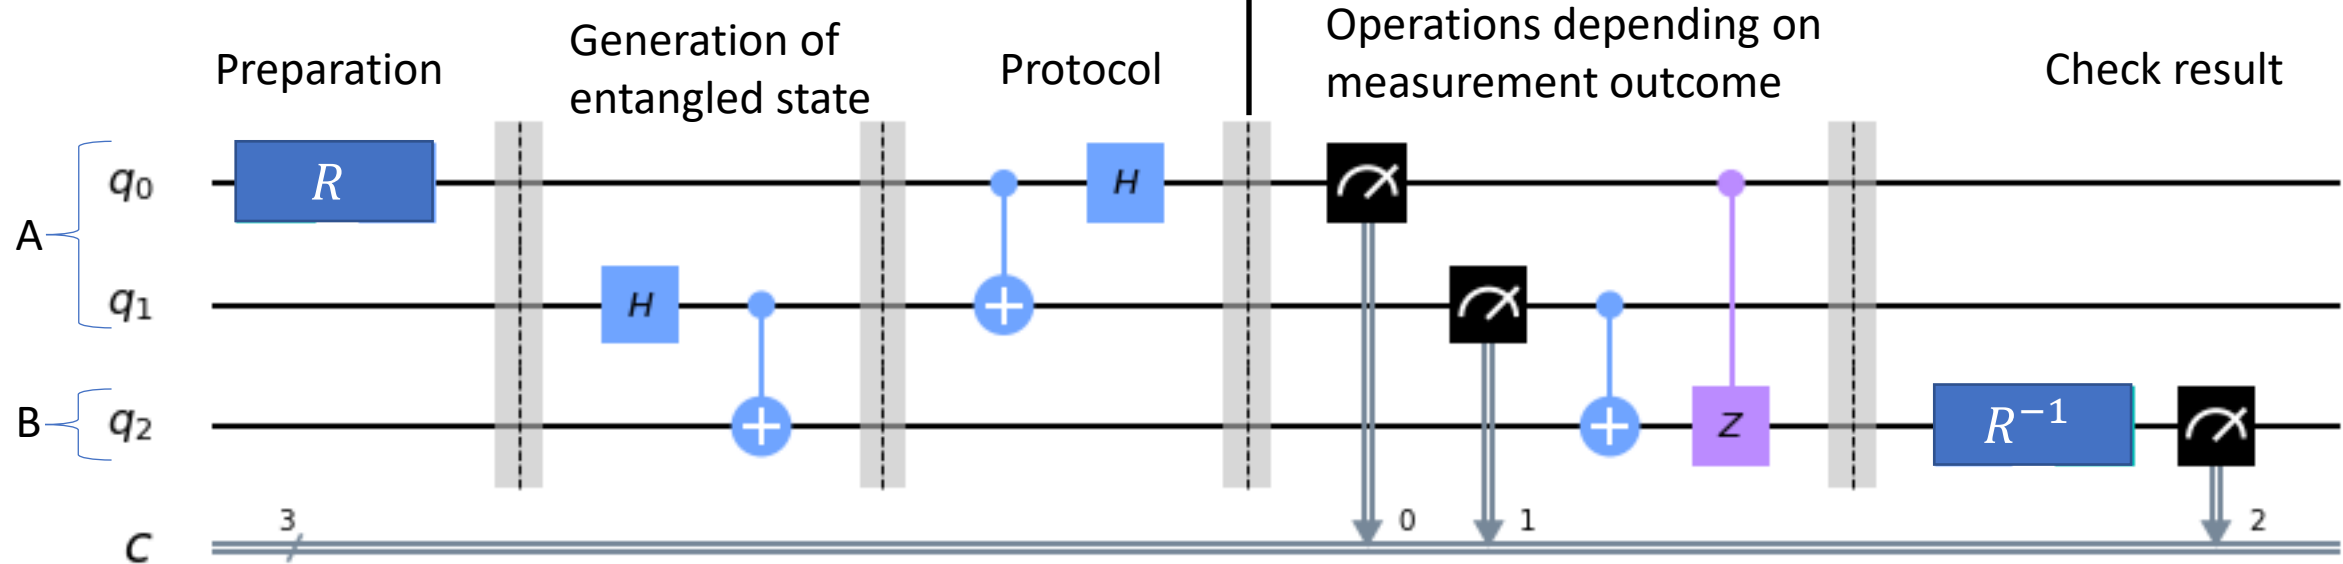 Preparation
Generation of
entangled state
Protocol
Operations depending on
measurement outcome
Check result
A
q0
R
H
q1
H
Z
B
q2
R⁻¹
3
0
1
2
C